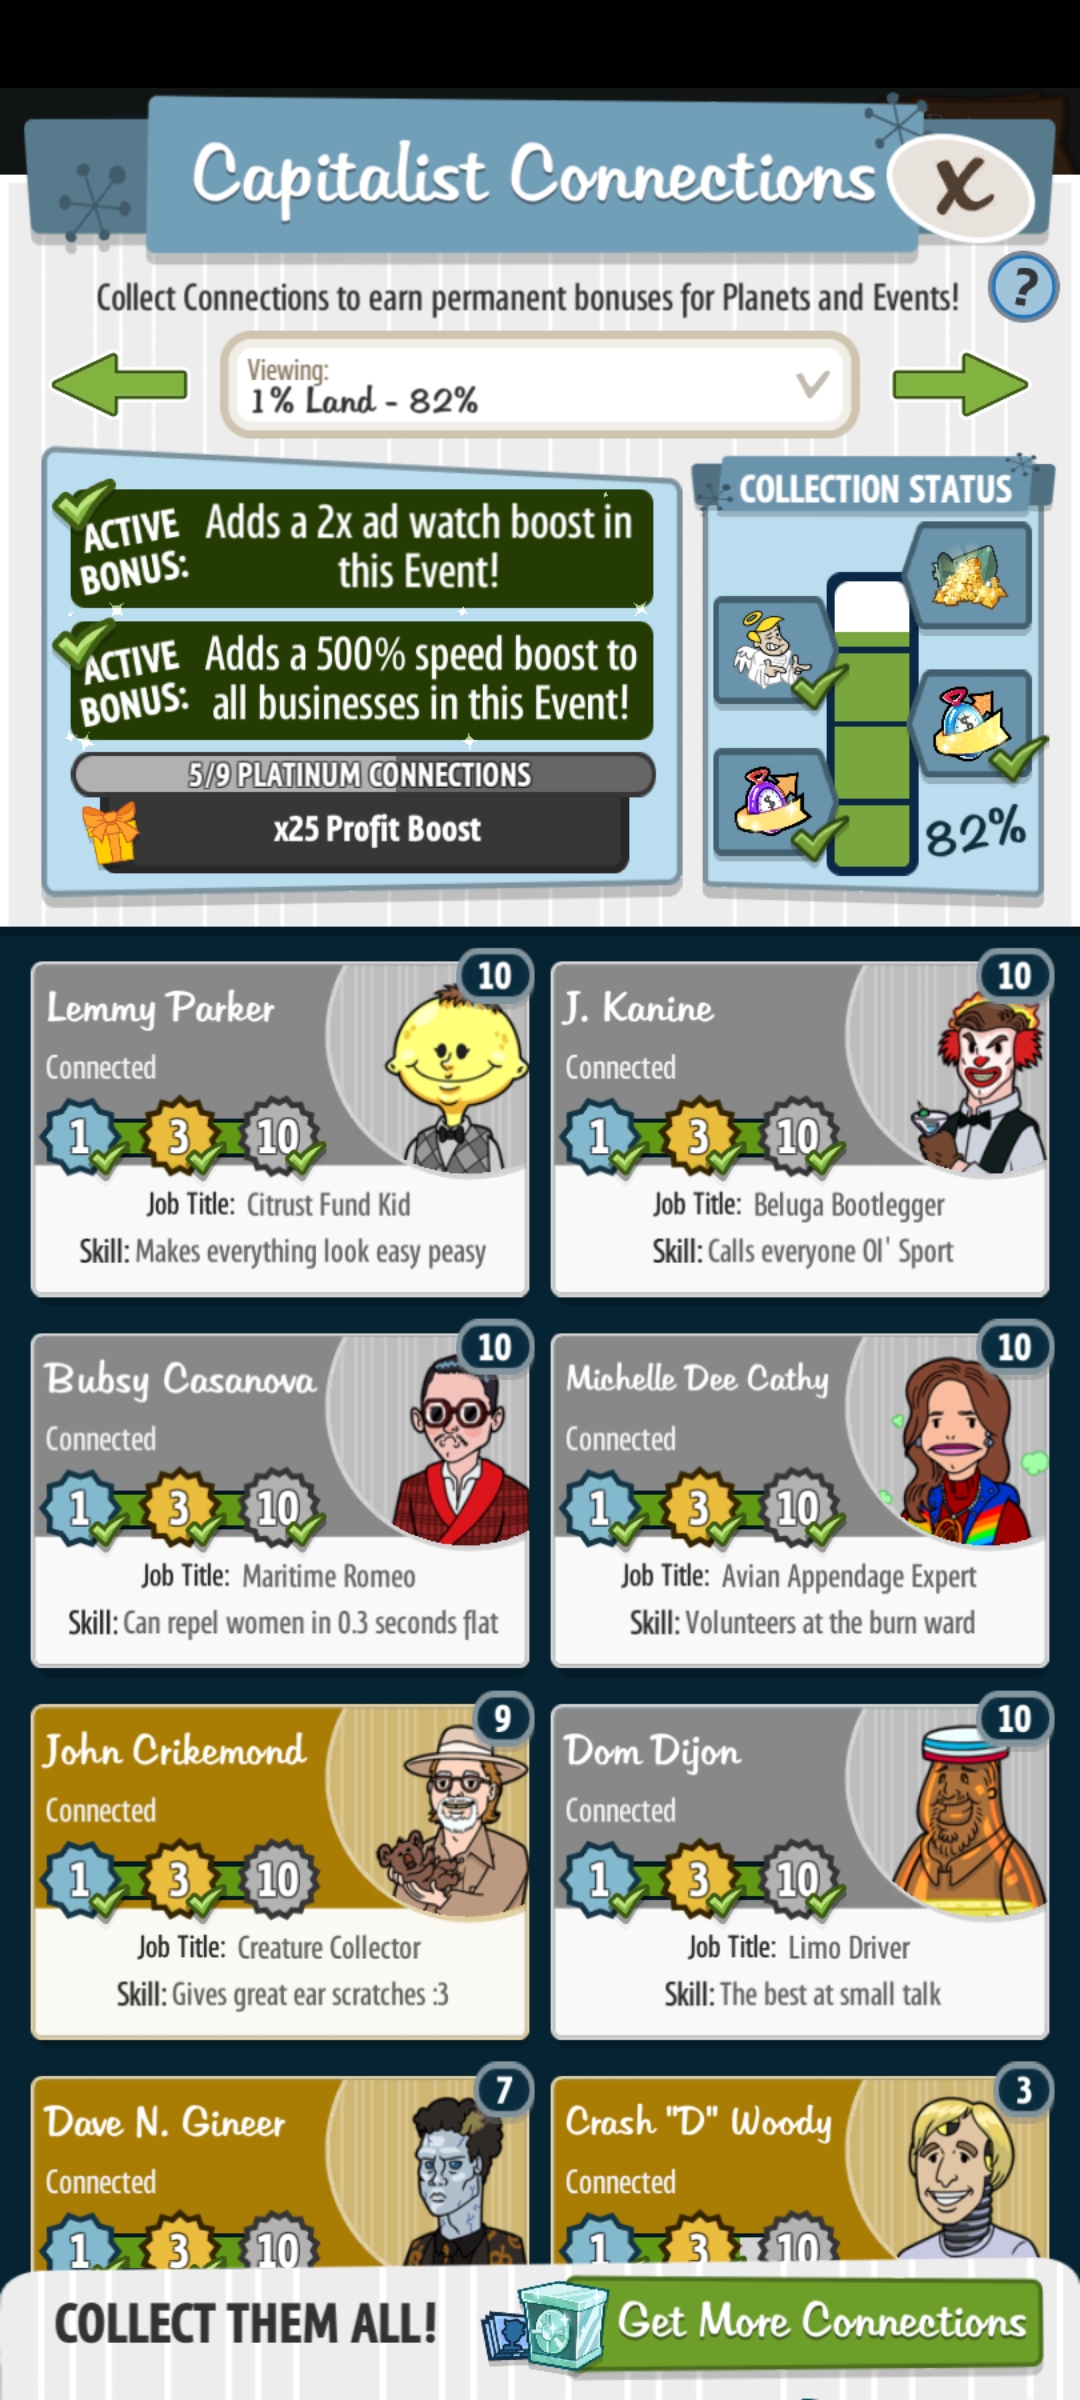 Capitalist Connections
X
Collect Connections to earn permanent bonuses for Planets and Events!
?
Viewing:
1% Land - 82%
ACTIVE BONUS:
Adds a 2x ad watch boost in
this Event!
ACTIVE BONUS:
Adds a 500% speed boost to
all businesses in this Event!
5/9 PLATINUM CONNECTIONS
x25 Profit Boost
COLLECTION STATUS
82%
10
Lemmy Parker
Connected
1 3 10
Job Title: Citrust Fund Kid
Skill: Makes everything look easy peasy
10
J. Kanine
Connected
1 3 10
Job Title: Beluga Bootlegger
Skill: Calls everyone Ol' Sport
10
Bubsy Casanova
Connected
1 3 10
Job Title: Maritime Romeo
Skill: Can repel women in 0.3 seconds flat
10
Michelle Dee Cathy
Connected
1 3 10
Job Title: Avian Appendage Expert
Skill: Volunteers at the burn ward
9
John Crikemond
Connected
1 3 10
Job Title: Creature Collector
Skill: Gives great ear scratches :3
10
Dom Dijon
Connected
1 3 10
Job Title: Limo Driver
Skill: The best at small talk
7
Dave N. Gineer
Connected
1 3 10
3
Crash "D" Woody
Connected
1 3 10
COLLECT THEM ALL!
Get More Connections